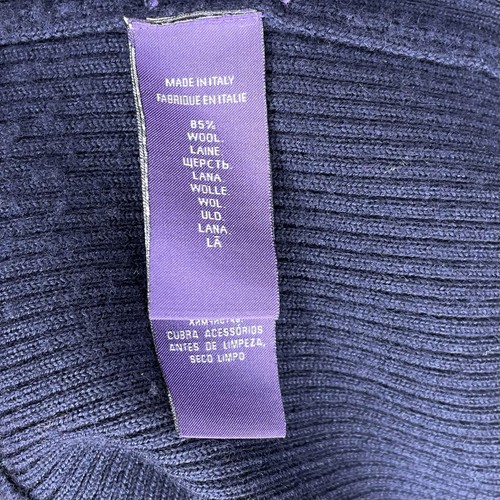 MADE IN ITALY
FABRIQUE EN ITALIE
85%
WOOL.
LAINE.
ЩЕРСТЬ.
LANA.
WOLLE.
WOL.
ULD.
LANA.
LÃ
CUBRA ACESSÓRIOS
ANTES DE LIMPEZA,
SECO LIMPO